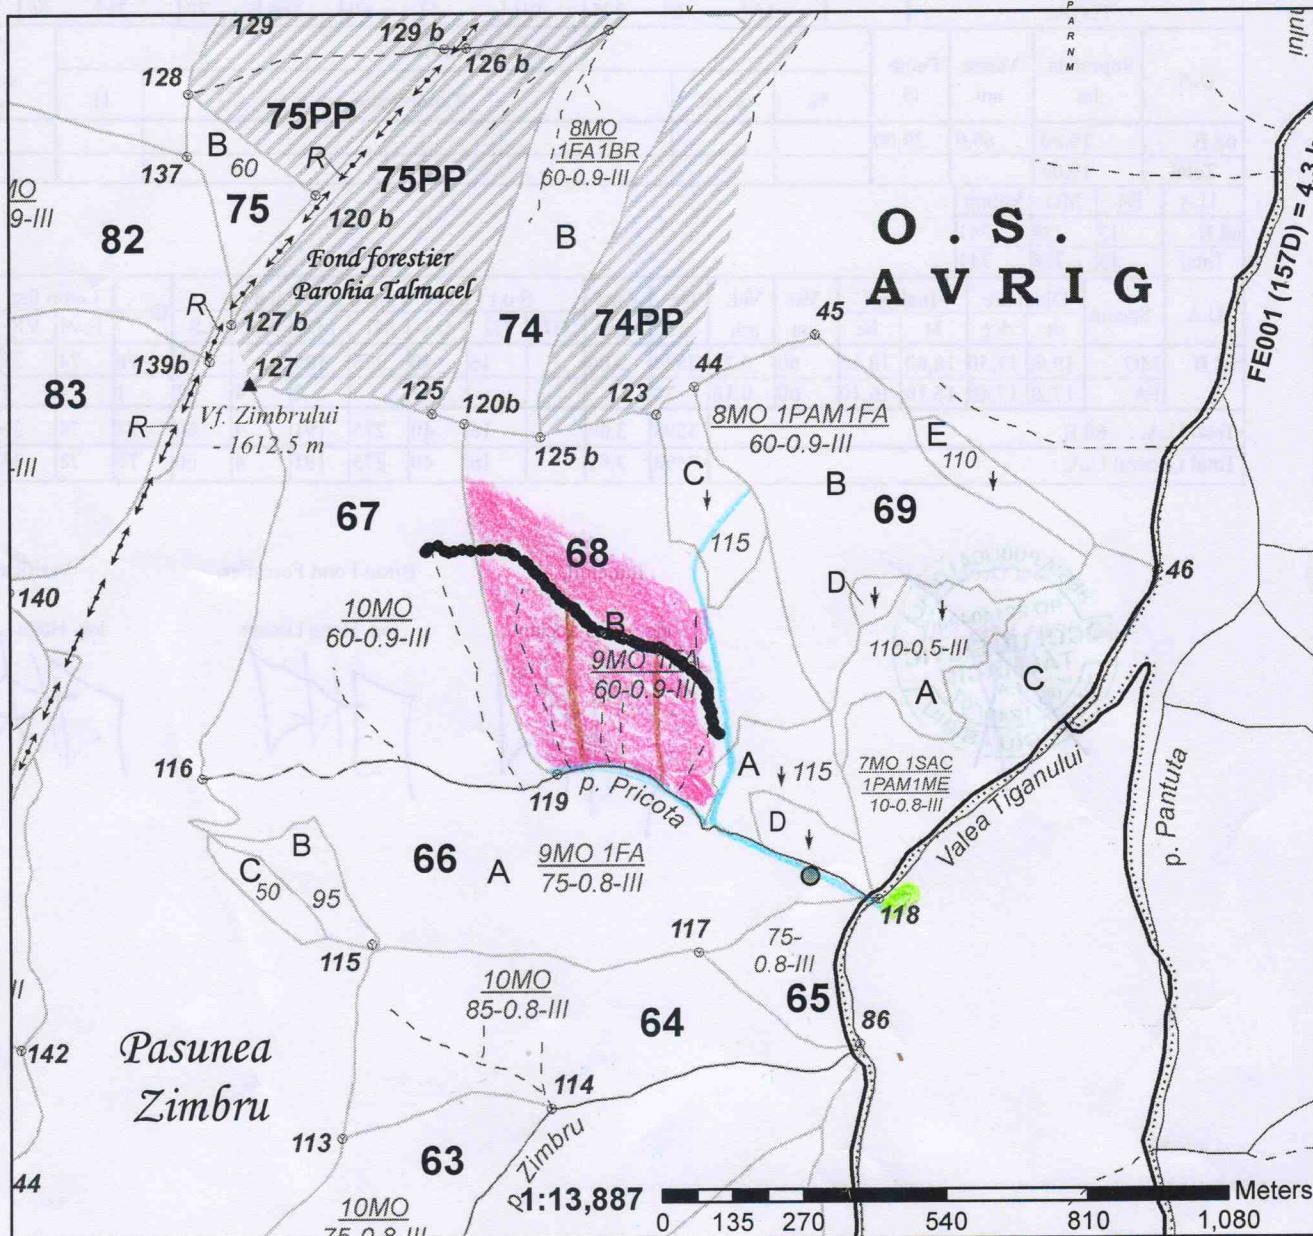 129
129 b
126 b
128
75PP
8MO
1FA1BR
60-0.9-III
B
60
R
137
75PP
75
120 b
B
82
Fond forestier
Parohia Talmacel
O . S .
A V R I G
FE001 (157D) = 4.3
R
127 b
74
74PP
45
139b
127
44
83
125
120b
123
Vf. Zimbrului
- 1612.5 m
R
125 b
8MO 1PAM1FA
60-0.9-III
E
110
C
B
69
67
68
115
46
140
10MO
60-0.9-III
D
B
9MO 1FA
60-0.9-III
110-0.5-III
A
C
116
119
p. Pricota
A
115
7MO 1SAC
1PAM1ME
10-0.8-III
Valea Tiganului
p. Pantuta
D
B
C
50
95
66
A
9MO 1FA
75-0.8-III
118
115
117
75-
0.8-III
10MO
85-0.8-III
64
65
86
142
Pasunea
Zimbru
114
113
63
p. Zimbru
44
10MO
75-0.8-III
1:13,887
Meters
0 135 270 540 810 1,080